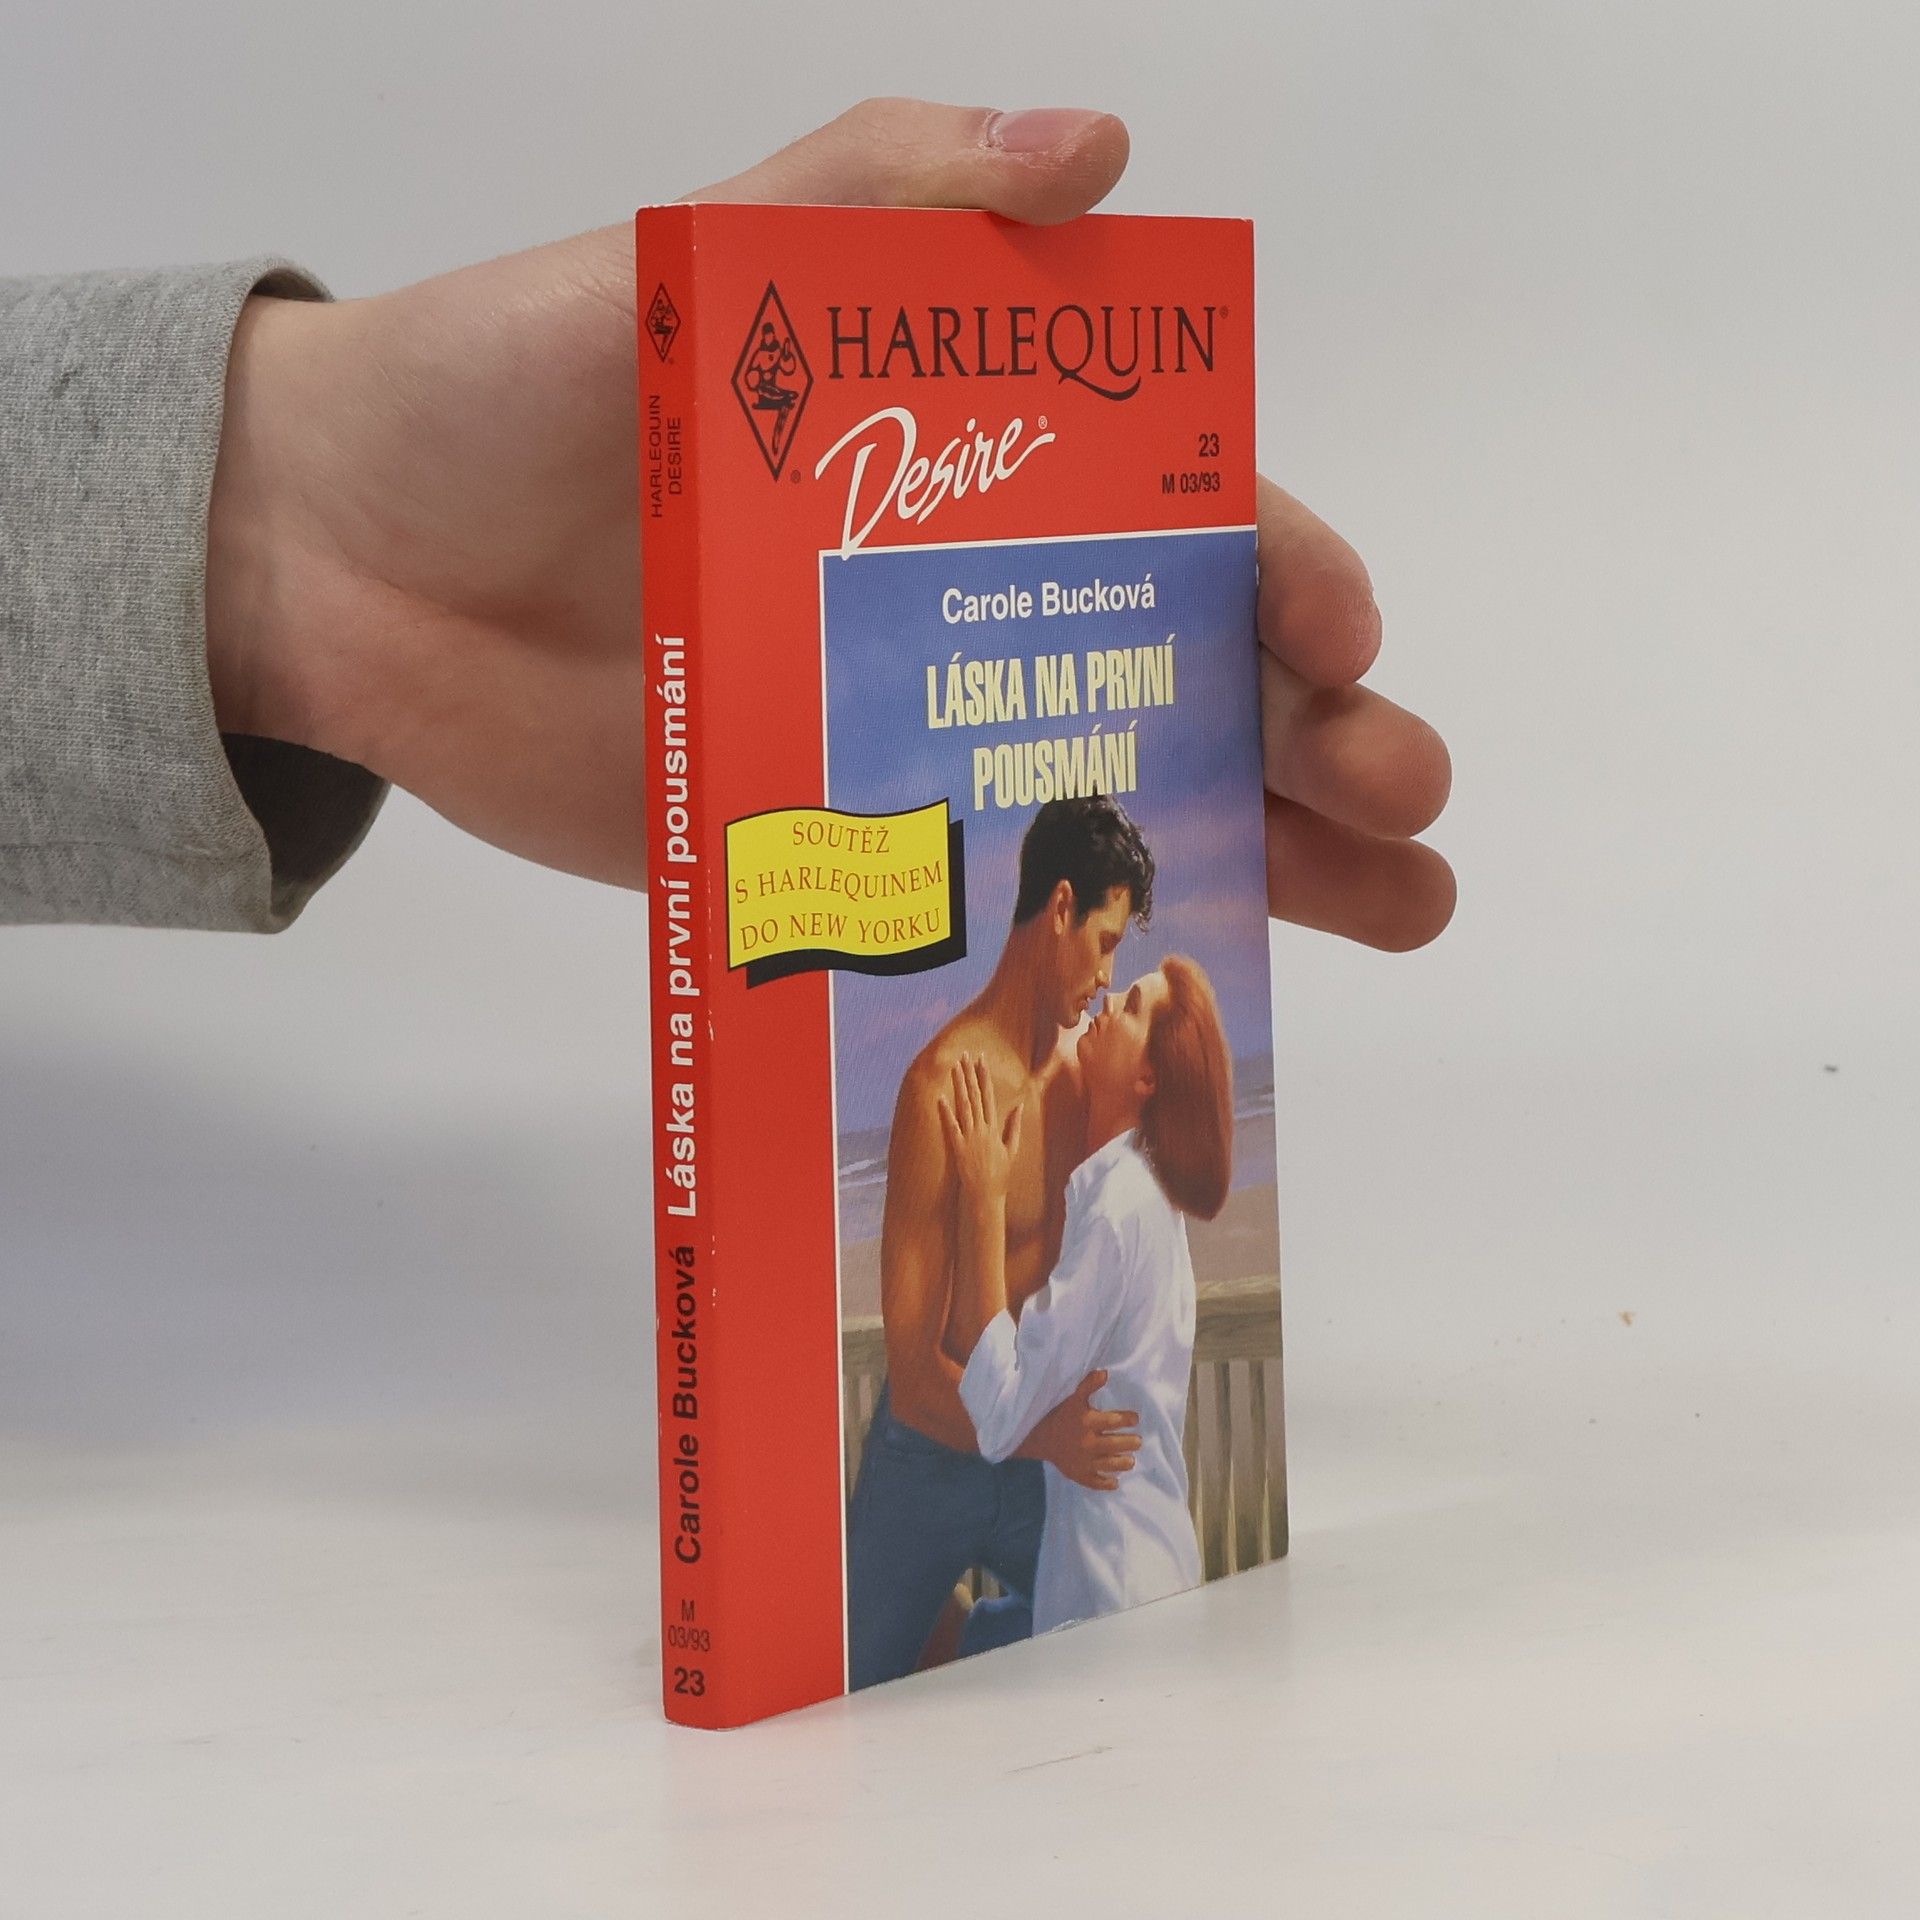 HARLEQUIN®
Desire®
23
M 03/93
Carole Bucková
LÁSKA NA PRVNÍ
POUSMÁNÍ
SOUTĚŽ
S HARLEQUINEM
DO NEW YORKU
HARLEQUIN
DESIRE
Láska na první pousmání
Carole Bucková
M
03/93
23